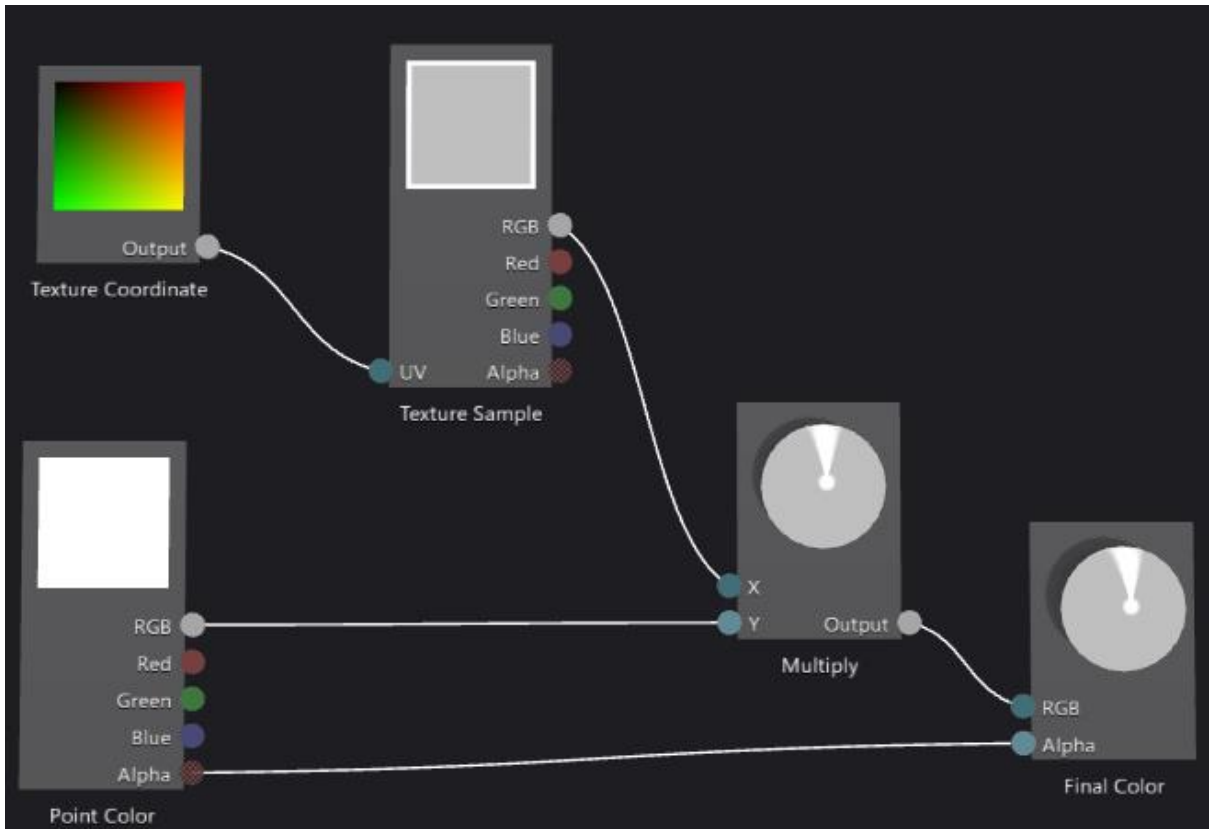 Output
Texture Coordinate
RGB
Red
Green
Blue
UV Alpha
Texture Sample
RGB
Red
Green
Blue
Alpha
Point Color
X
Y Output
Multiply
RGB
Alpha
Final Color